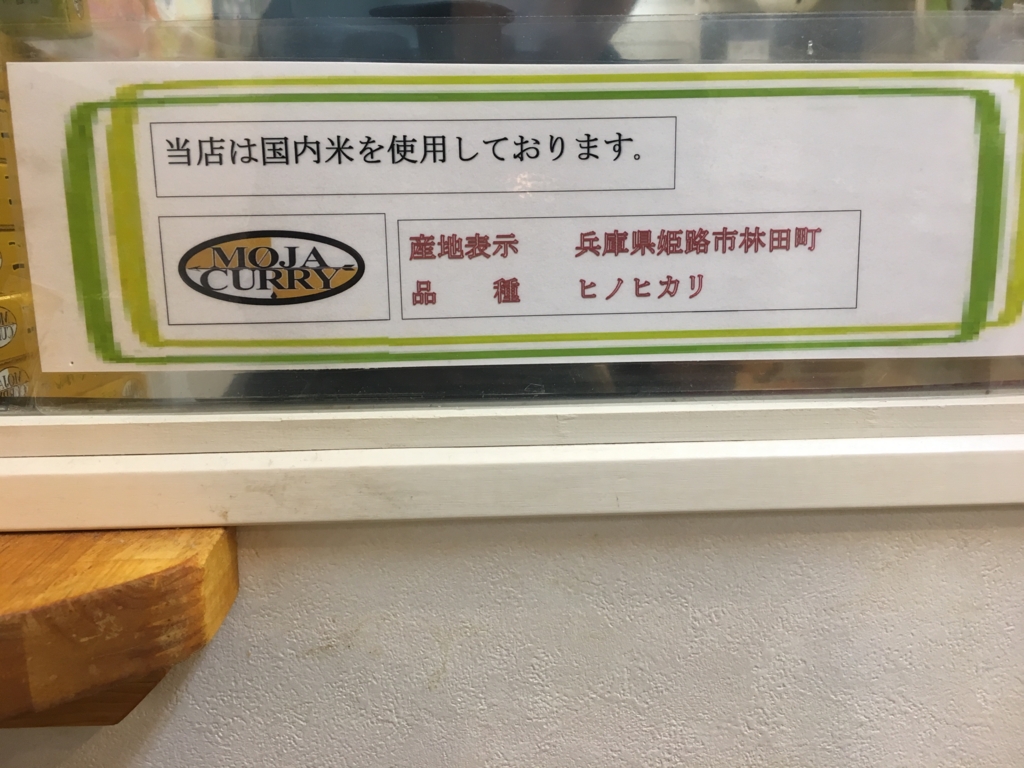 当店は国内米を使用しております。
MOJA
CURRY
産地表示　　兵庫県姫路市林田町
品　　種　　ヒノヒカリ